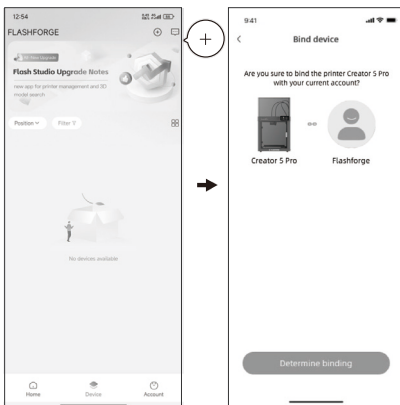 12:54
FLASHFORGE
Flash Studio Upgrade Notes
new app for printer management and 3D
model search
Position
Filter
No devices available
Home
Device
Account
9:41
Bind device
Are you sure to bind the printer Creator 5 Pro
with your current account?
Creator 5 Pro
Flashforge
Determine binding